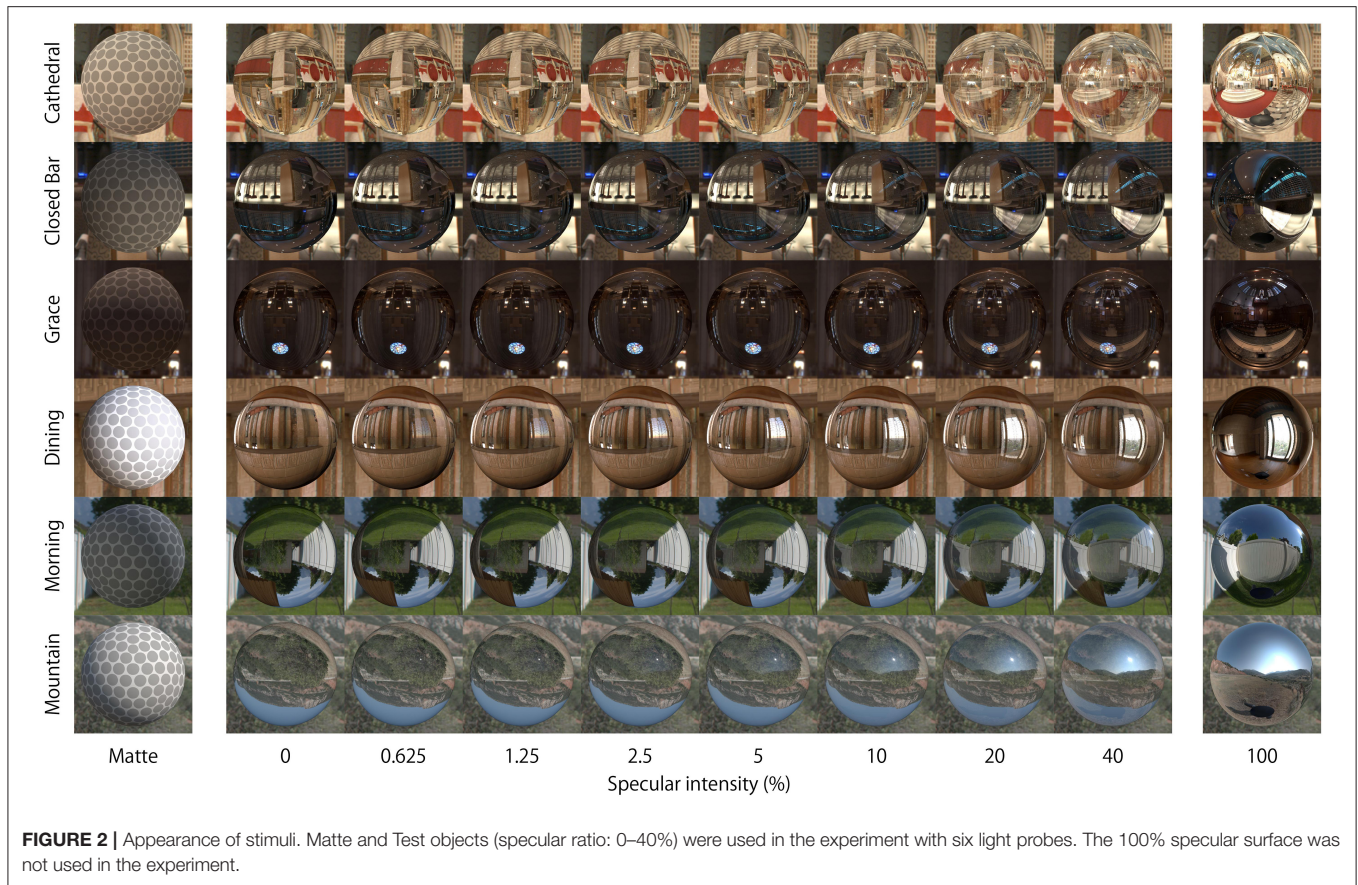 Cathedral
Closed Bar
Grace
Dining
Morning
Mountain
Matte 0 0.625 1.25 2.5 5 10 20 40 100
Specular intensity (%)
FIGURE 2 | Appearance of stimuli. Matte and Test objects (specular ratio: 0–40%) were used in the experiment with six light probes. The 100% specular surface was
not used in the experiment.